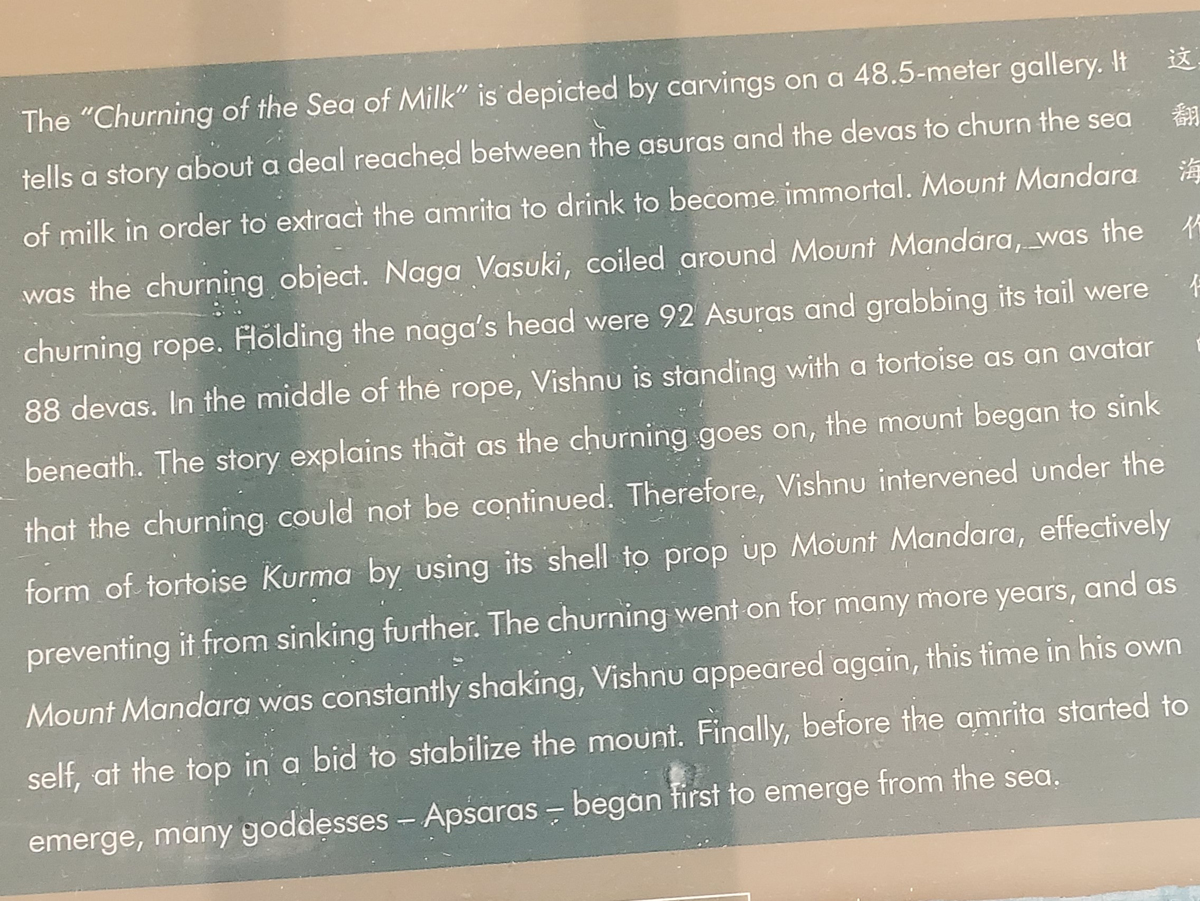 The “Churning of the Sea of Milk” is depicted by carvings on a 48.5-meter gallery. It
tells a story about a deal reached between the asuras and the devas to churn the sea
of milk in order to extract the amrita to drink to become immortal. Mount Mandara
was the churning object. Naga Vasuki, coiled around Mount Mandara, was the
churning rope. Holding the naga’s head were 92 Asuras and grabbing its tail were
88 devas. In the middle of the rope, Vishnu is standing with a tortoise as an avatar
beneath. The story explains that as the churning goes on, the mount began to sink
that the churning could not be continued. Therefore, Vishnu intervened under the
form of tortoise Kurma by using its shell to prop up Mount Mandara, effectively
preventing it from sinking further. The churning went on for many more years, and as
Mount Mandara was constantly shaking, Vishnu appeared again, this time in his own
self, at the top in a bid to stabilize the mount. Finally, before the amrita started to
emerge, many goddesses – Apsaras – began first to emerge from the sea.
这
翻
海
作